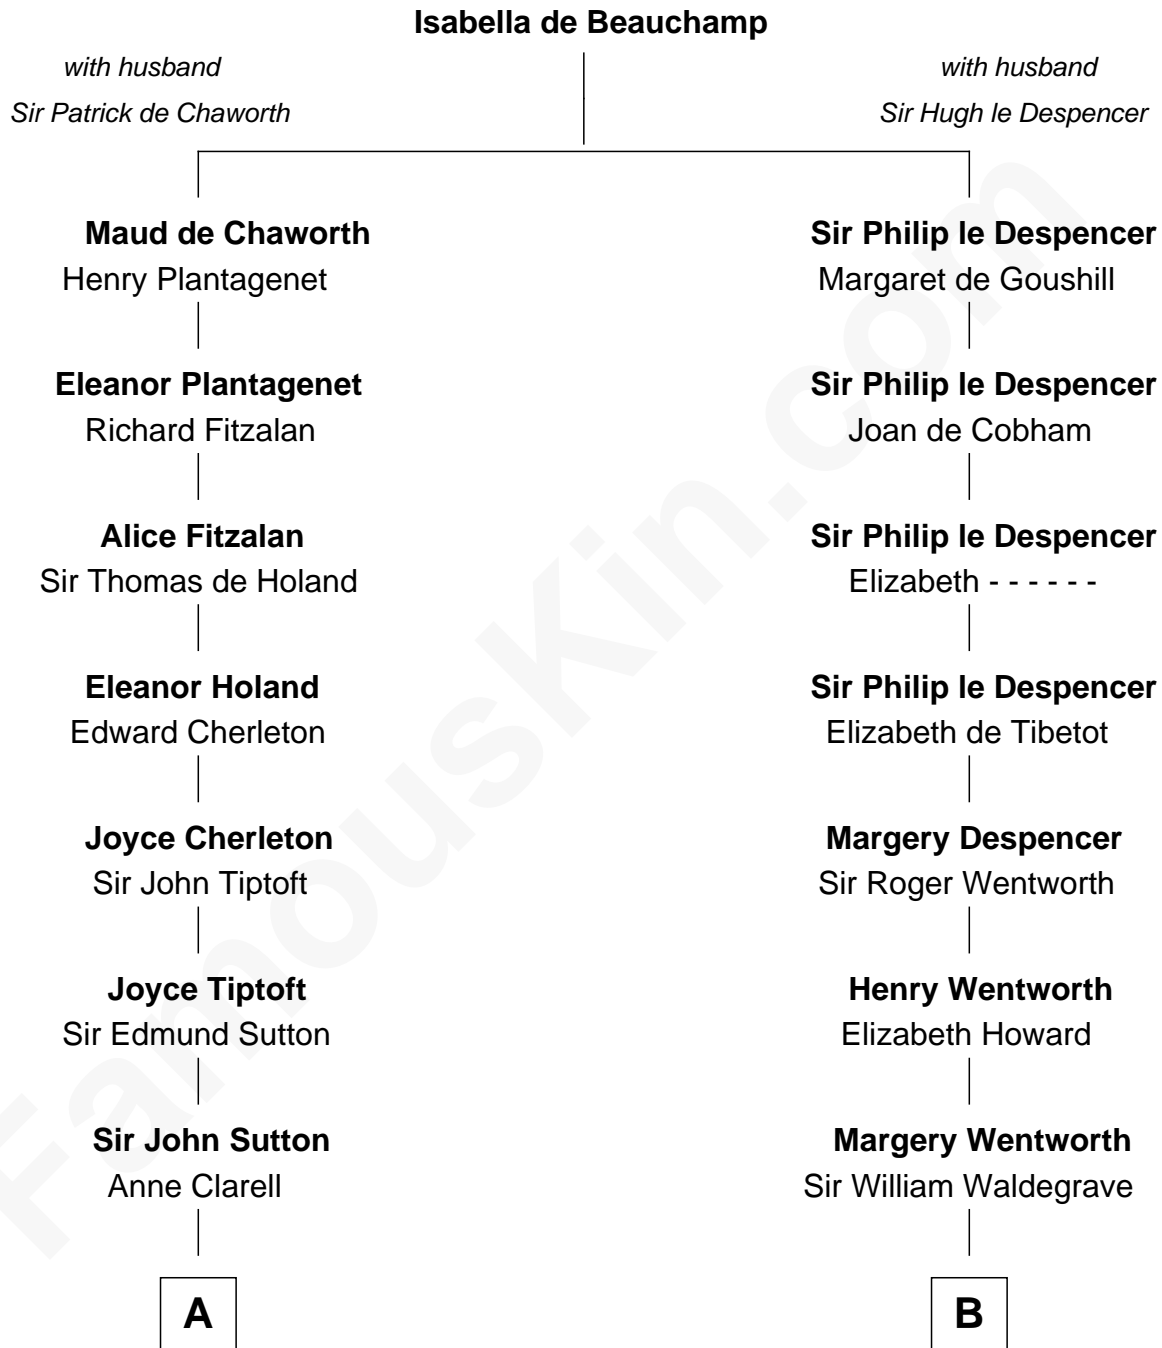 Isabella de Beauchamp
with husband
Sir Patrick de Chaworth
with husband
Sir Hugh le Despencer
Maud de Chaworth
Henry Plantagenet
Sir Philip le Despencer
Margaret de Goushill
Eleanor Plantagenet
Richard Fitzalan
Sir Philip le Despencer
Joan de Cobham
Alice Fitzalan
Sir Thomas de Holand
Sir Philip le Despencer
Elizabeth - - - - - -
Eleanor Holand
Edward Cherleton
Sir Philip le Despencer
Elizabeth de Tibetot
Joyce Cherleton
Sir John Tiptoft
Margery Despencer
Sir Roger Wentworth
Joyce Tiptoft
Sir Edmund Sutton
Henry Wentworth
Elizabeth Howard
Sir John Sutton
Anne Clarell
Margery Wentworth
Sir William Waldegrave
A
B
FamousKin.com